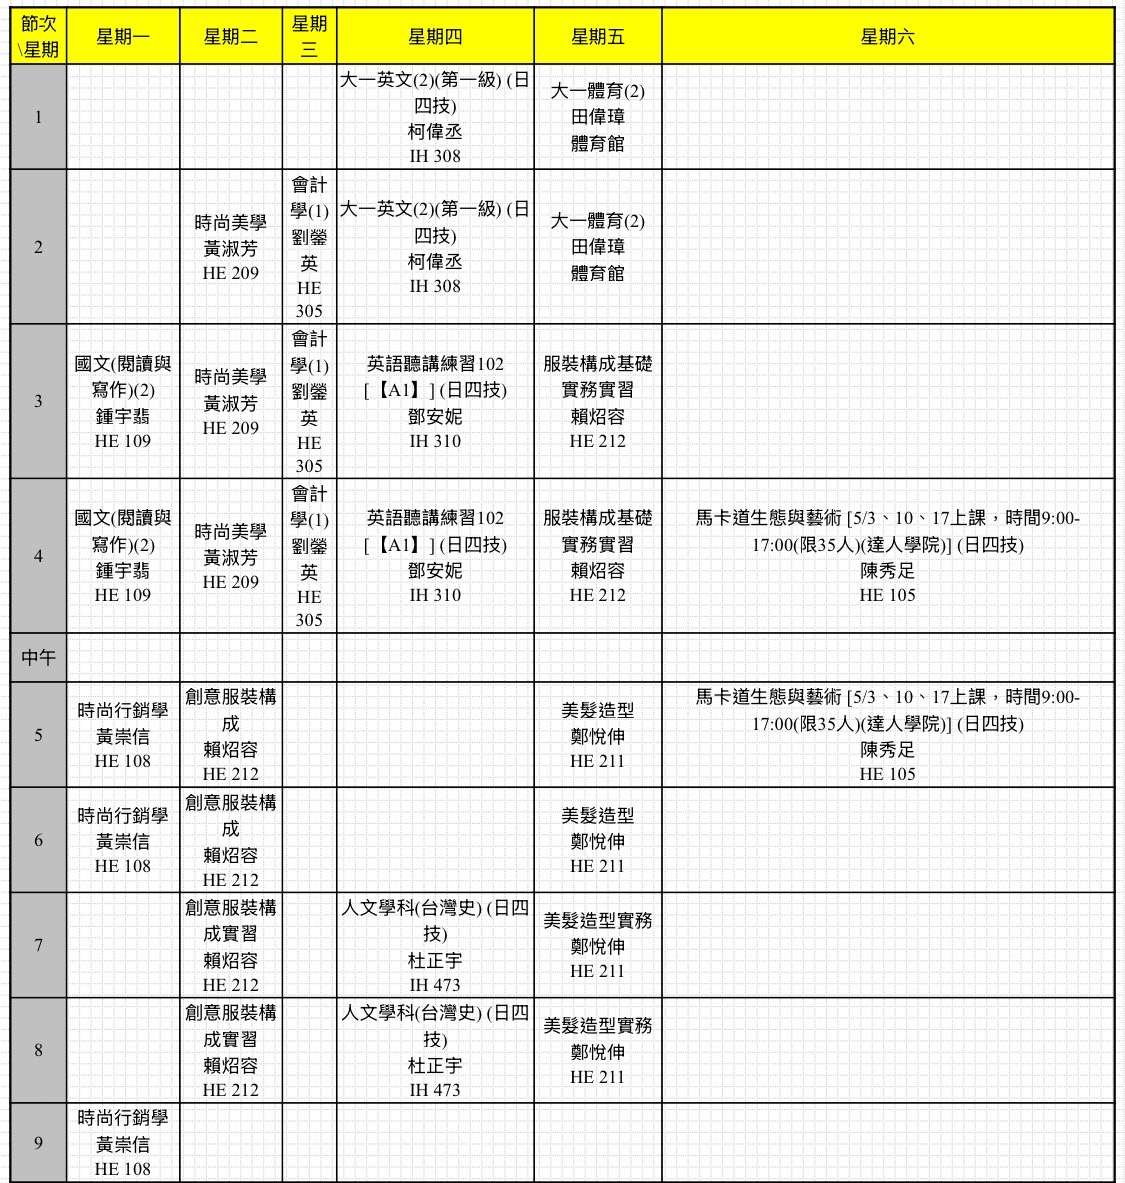 節次
\星期
星期一
星期二
星期
三
星期四
星期五
星期六
1
大一英文(2)(第一級) (日
四技)
柯偉丞
IH 308
大一體育(2)
田偉璋
體育館
2
時尚美學
黃淑芳
HE 209
會計
學(1)
劉鎣
英
HE
305
大一英文(2)(第一級) (日
四技)
柯偉丞
IH 308
大一體育(2)
田偉璋
體育館
3
國文(閱讀與
寫作)(2)
鍾宇翡
HE 109
時尚美學
黃淑芳
HE 209
會計
學(1)
劉鎣
英
HE
305
英語聽講練習102
[【A1】] (日四技)
鄧安妮
IH 310
服裝構成基礎
實務實習
賴炤容
HE 212
4
國文(閱讀與
寫作)(2)
鍾宇翡
HE 109
時尚美學
黃淑芳
HE 209
會計
學(1)
劉鎣
英
HE
305
英語聽講練習102
[【A1】] (日四技)
鄧安妮
IH 310
服裝構成基礎
實務實習
賴炤容
HE 212
馬卡道生態與藝術 [5/3、10、17上課，時間9:00-
17:00(限35人)(達人學院)] (日四技)
陳秀足
HE 105
中午
5
時尚行銷學
黃崇信
HE 108
創意服裝構
成
賴炤容
HE 212
美髮造型
鄭悅伸
HE 211
馬卡道生態與藝術 [5/3、10、17上課，時間9:00-
17:00(限35人)(達人學院)] (日四技)
陳秀足
HE 105
6
時尚行銷學
黃崇信
HE 108
創意服裝構
成
賴炤容
HE 212
美髮造型
鄭悅伸
HE 211
7
創意服裝構
成實習
賴炤容
HE 212
人文學科(台灣史) (日四
技)
杜正宇
IH 473
美髮造型實務
鄭悅伸
HE 211
8
創意服裝構
成實習
賴炤容
HE 212
人文學科(台灣史) (日四
技)
杜正宇
IH 473
美髮造型實務
鄭悅伸
HE 211
9
時尚行銷學
黃崇信
HE 108